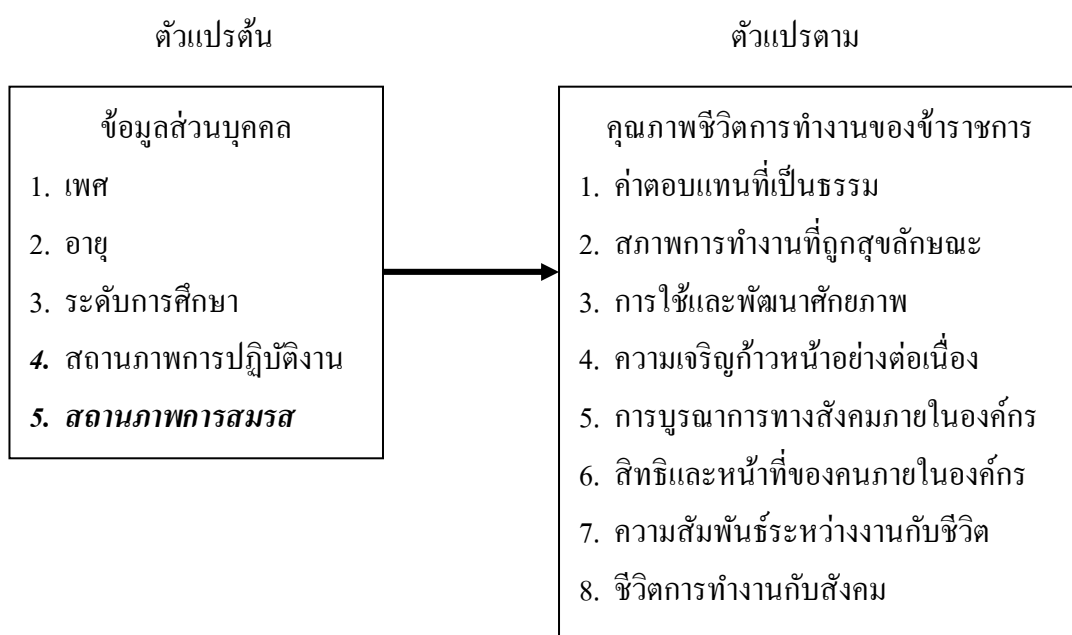 ตัวแปรต้น
ข้อมูลส่วนบุคคล
1. เพศ
2. อายุ
3. ระดับการศึกษา
4. สถานภาพการปฏิบัติงาน
5. สถานภาพการสมรส
ตัวแปรตาม
คุณภาพชีวิตการทำงานของข้าราชการ
1. ค่าตอบแทนที่เป็นธรรม
2. สภาพการทำงานที่ถูกสุขลักษณะ
3. การใช้และพัฒนาศักยภาพ
4. ความเจริญก้าวหน้าอย่างต่อเนื่อง
5. การบูรณาการทางสังคมภายในองค์กร
6. สิทธิและหน้าที่ของคนภายในองค์กร
7. ความสัมพันธ์ระหว่างงานกับชีวิต
8. ชีวิตการทำงานกับสังคม